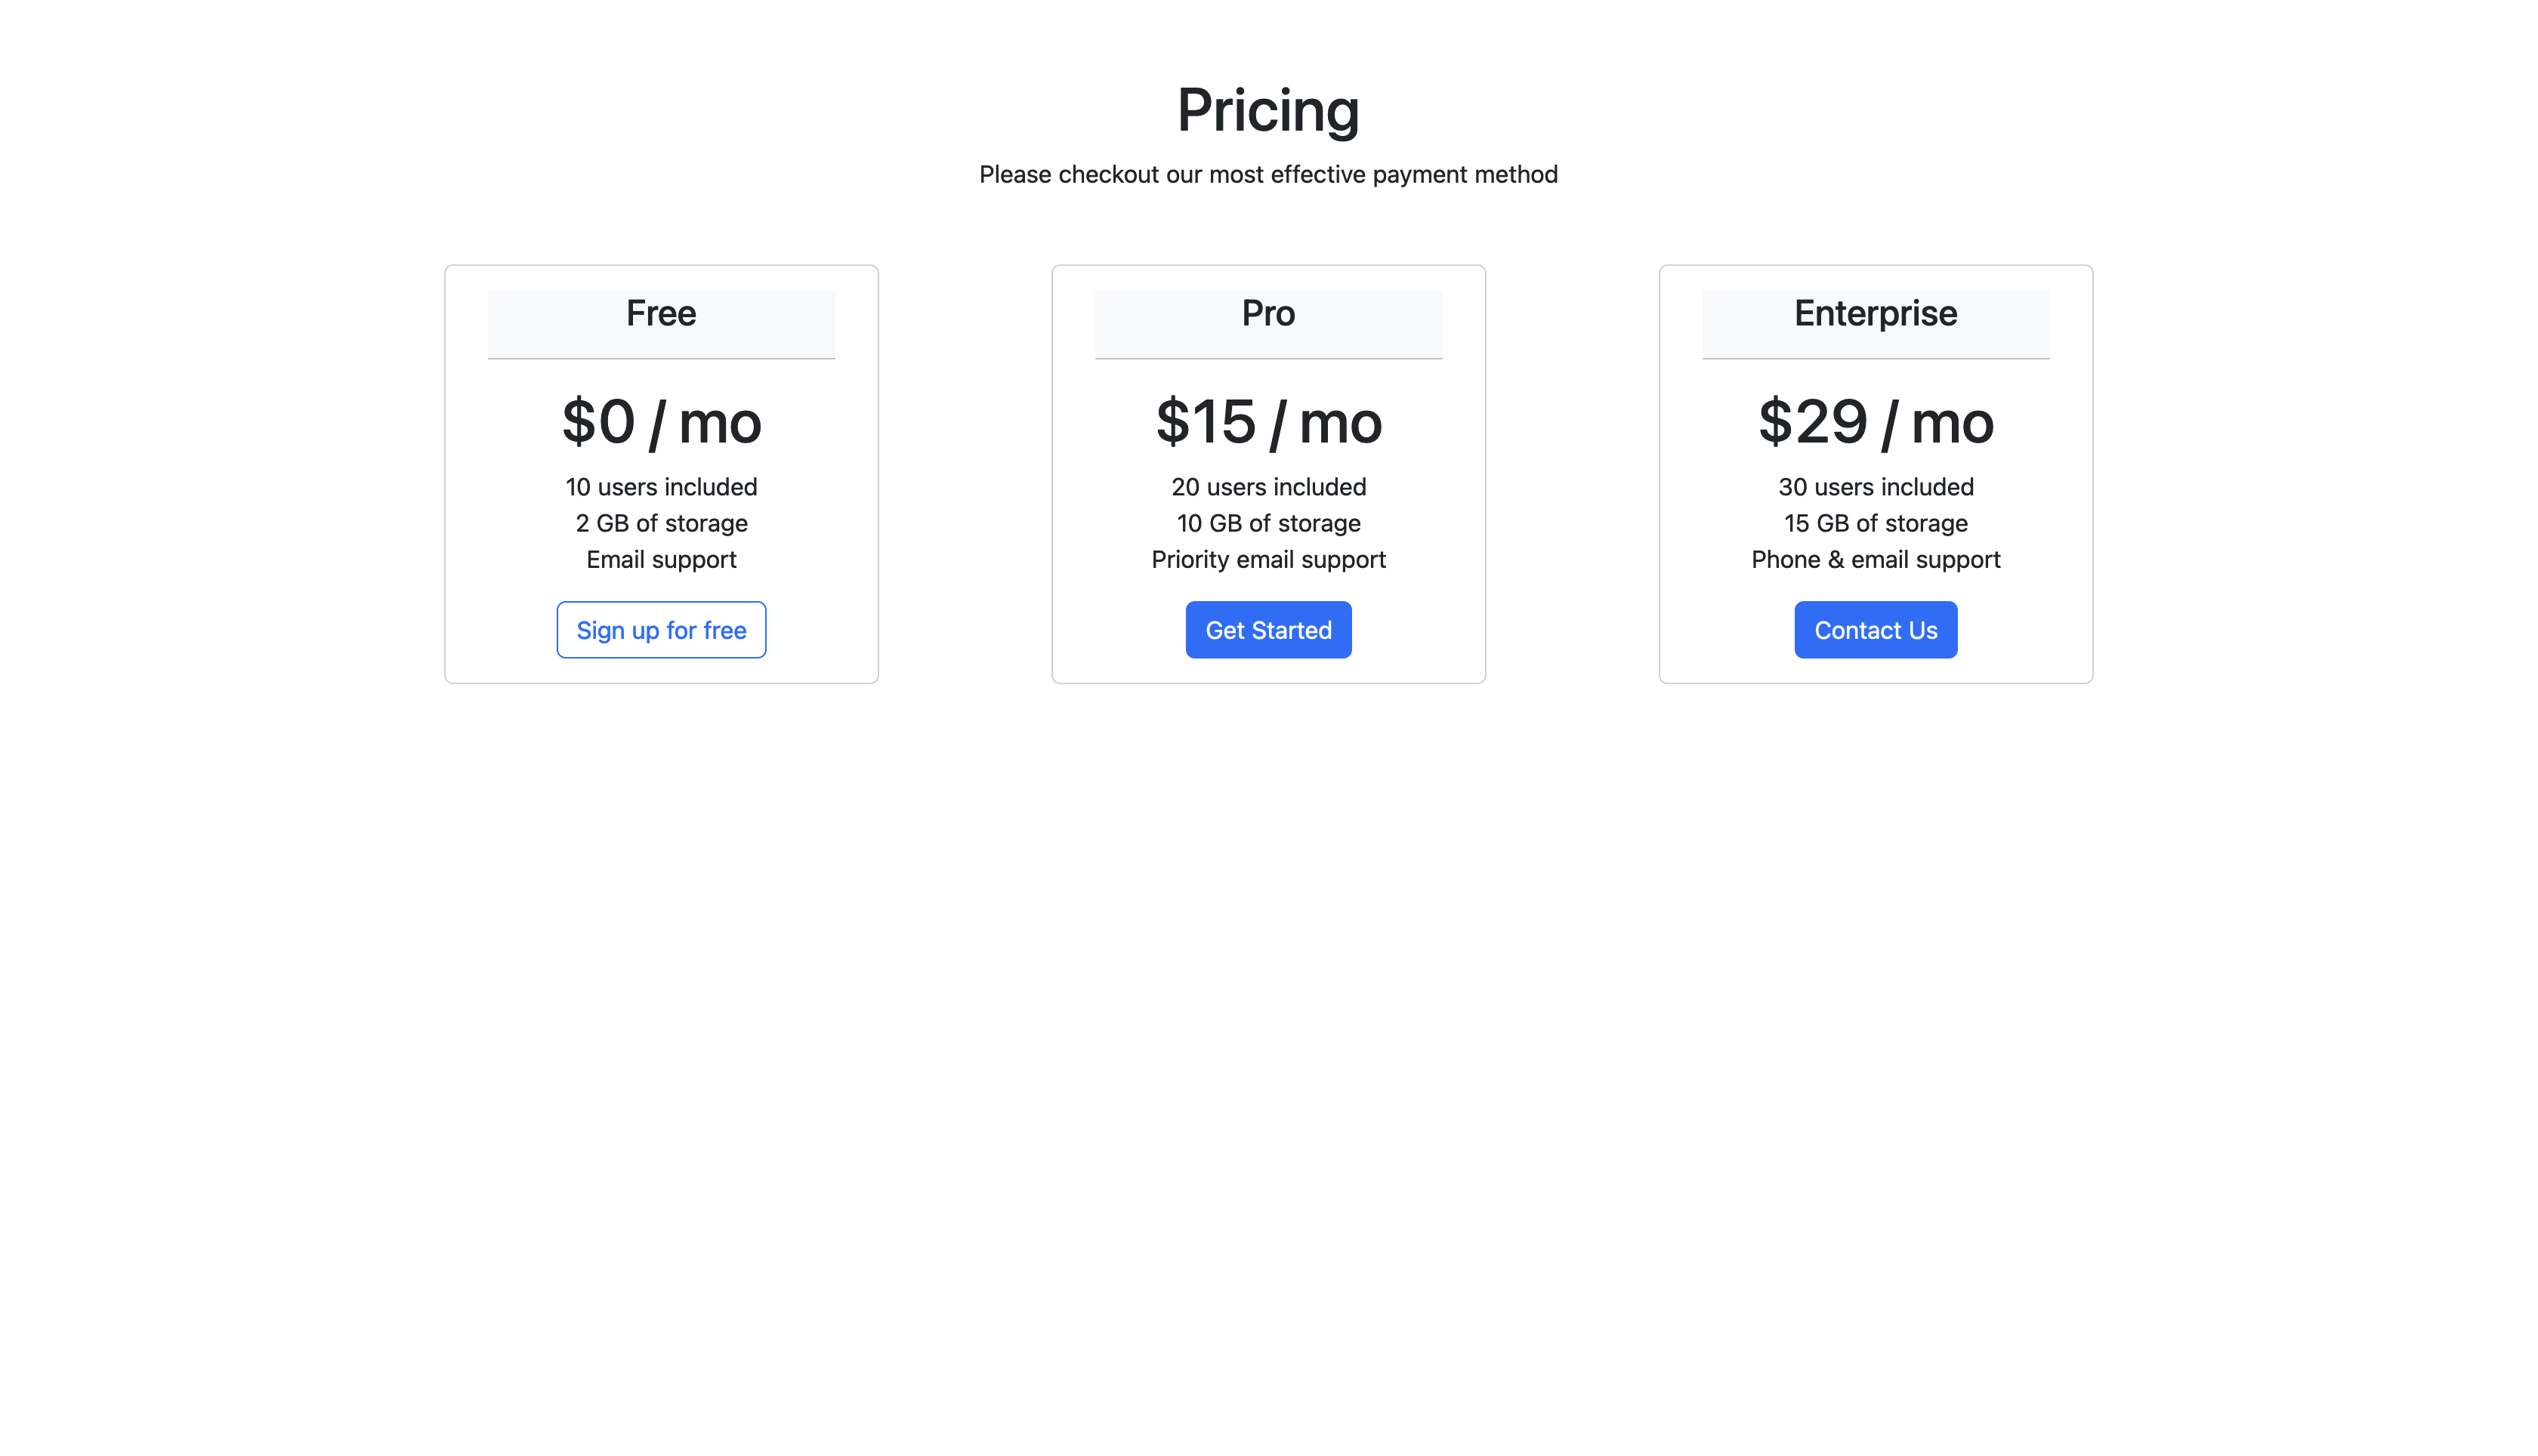 Pricing
Please checkout our most effective payment method
Free
$0 / mo
10 users included
2 GB of storage
Email support
Sign up for free
Pro
$15 / mo
20 users included
10 GB of storage
Priority email support
Get Started
Enterprise
$29 / mo
30 users included
15 GB of storage
Phone & email support
Contact Us